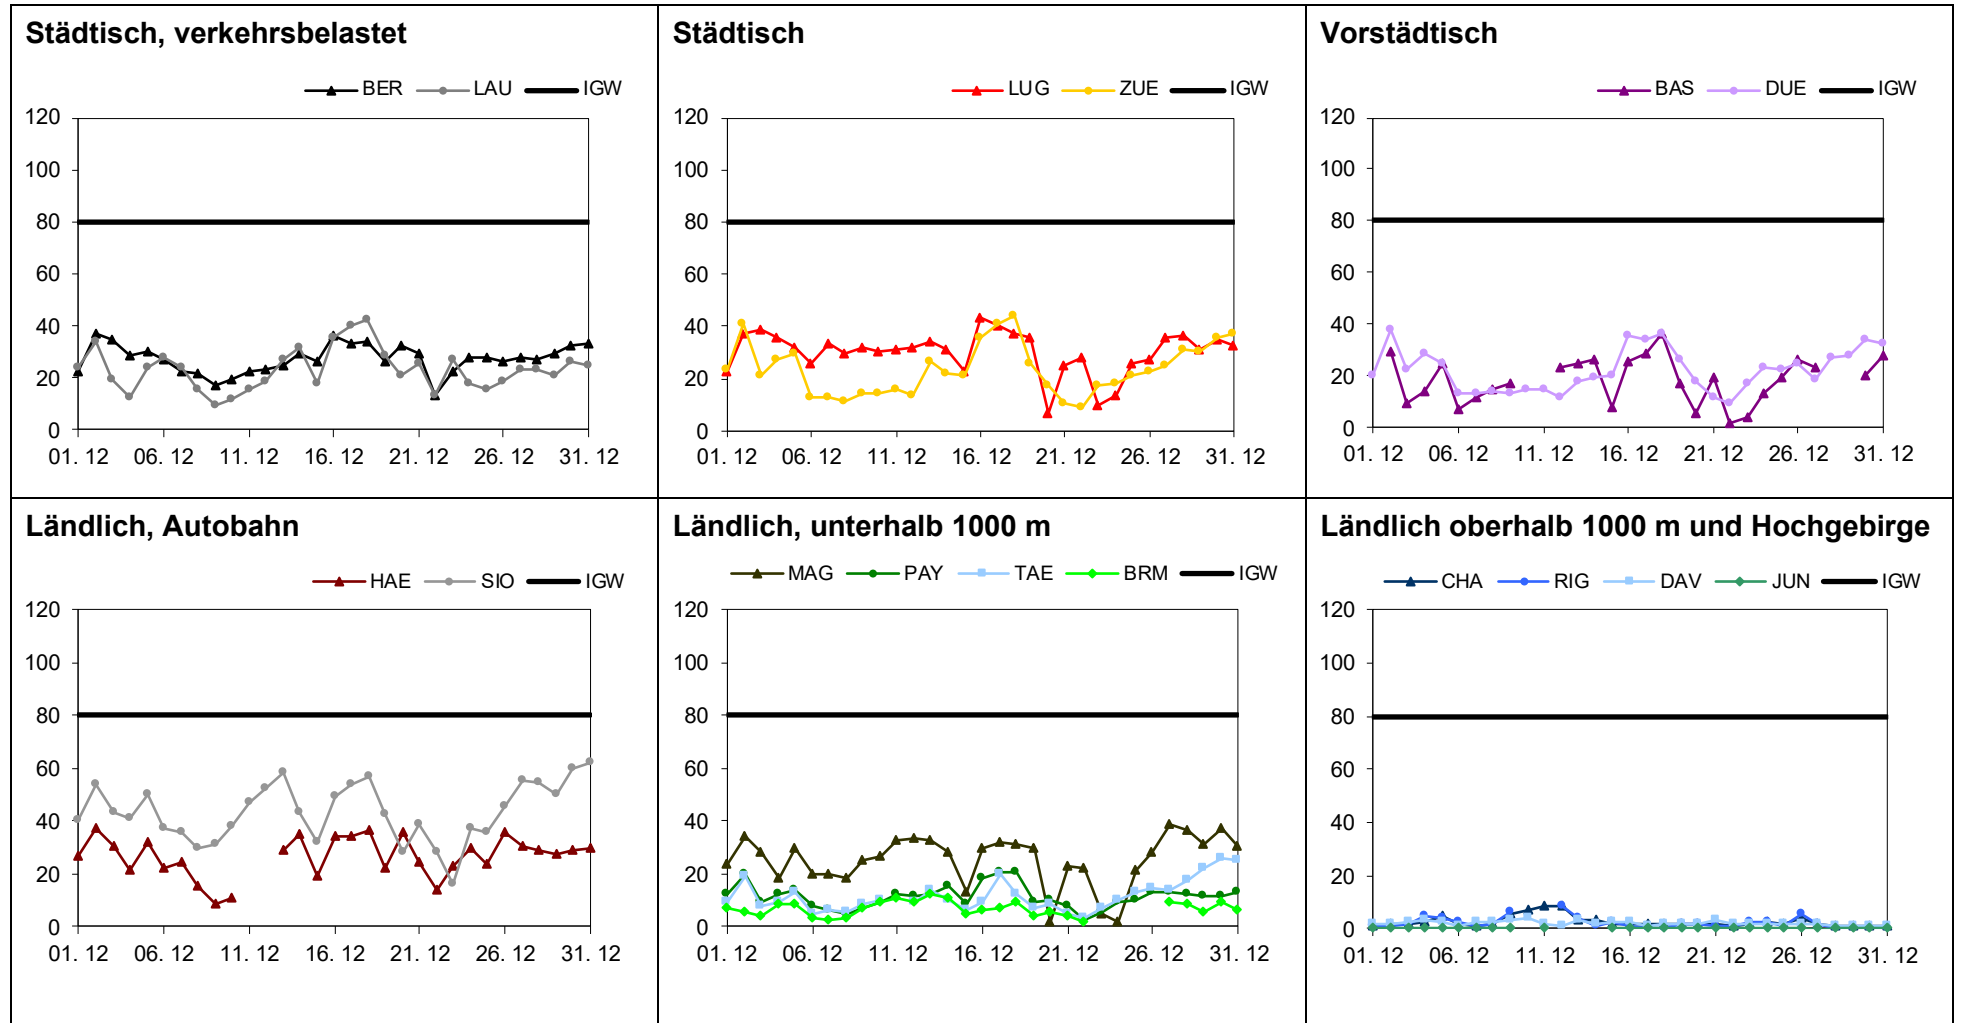 Städtisch, verkehrsbelastet
BER LAU IGW
120
100
80
60
40
20
0
01. 12 06. 12 11. 12 16. 12 21. 12 26. 12 31. 12
Städtisch
LUG ZUE IGW
120
100
80
60
40
20
0
01. 12 06. 12 11. 12 16. 12 21. 12 26. 12 31. 12
Vorstädtisch
BAS DUE IGW
120
100
80
60
40
20
0
01. 12 06. 12 11. 12 16. 12 21. 12 26. 12 31. 12
Ländlich, Autobahn
HAE SIO IGW
120
100
80
60
40
20
0
01. 12 06. 12 11. 12 16. 12 21. 12 26. 12 31. 12
Ländlich, unterhalb 1000 m
MAG PAY TAE BRM IGW
120
100
80
60
40
20
0
01. 12 06. 12 11. 12 16. 12 21. 12 26. 12 31. 12
Ländlich oberhalb 1000 m und Hochgebirge
CHA RIG DAV JUN IGW
120
100
80
60
40
20
0
01. 12 06. 12 11. 12 16. 12 21. 12 26. 12 31. 12